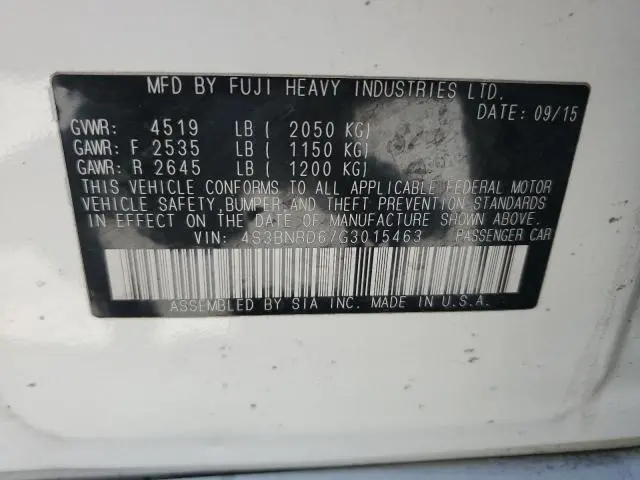 MFD BY FUJI HEAVY INDUSTRIES LTD.
DATE: 09/15
GVWR: 4519 LB ( 2050 KG)
GAWR: F 2535 LB ( 1150 KG)
GAWR: R 2645 LB ( 1200 KG)
THIS VEHICLE CONFORMS TO ALL APPLICABLE FEDERAL MOTOR
VEHICLE SAFETY, BUMPER AND THEFT PREVENTION STANDARDS
IN EFFECT ON THE DATE OF MANUFACTURE SHOWN ABOVE.
VIN: 4S3BNRD67G3015463 PASSENGER CAR
ASSEMBLED BY SIA INC. MADE IN U.S.A.